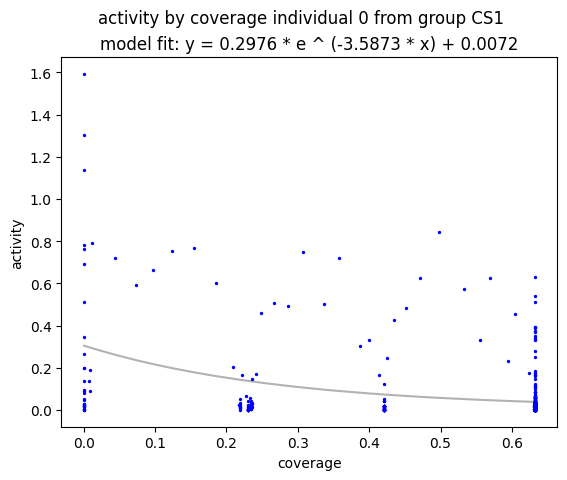 activity by coverage individual 0 from group CS1
model fit: y = 0.2976 * e ^ (-3.5873 * x) + 0.0072
1.6
1.4
1.2
1.0
0.8
0.6
0.4
0.2
0.0
activity
0.0 0.1 0.2 0.3 0.4 0.5 0.6
coverage